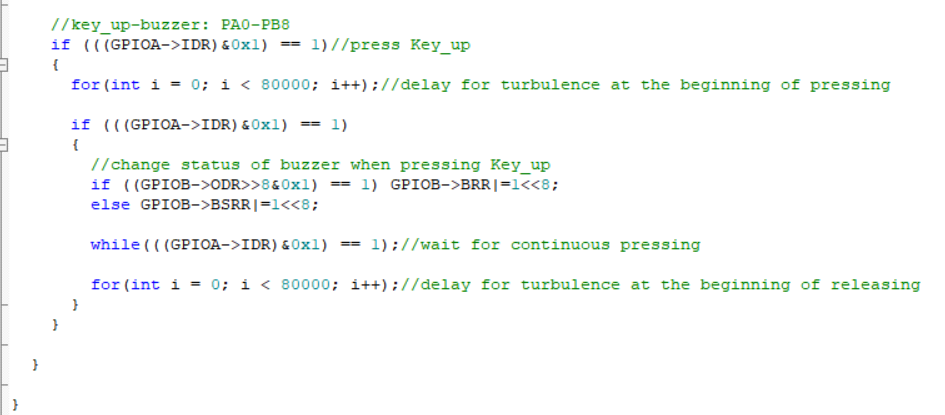 //key_up-buzzer: PA0-PB8
if (((GPIOA->IDR)&0x1) == 1)//press Key_up
{
for(int i = 0; i < 80000; i++);//delay for turbulence at the beginning of pressing
if (((GPIOA->IDR)&0x1) == 1)
{
//change status of buzzer when pressing Key_up
if ((GPIOB->ODR>>8&0x1) == 1) GPIOB->BRR|=1<<8;
else GPIOB->BSRR|=1<<8;
while(((GPIOA->IDR)&0x1) == 1);//wait for continuous pressing
for(int i = 0; i < 80000; i++);//delay for turbulence at the beginning of releasing
}
}
}
}